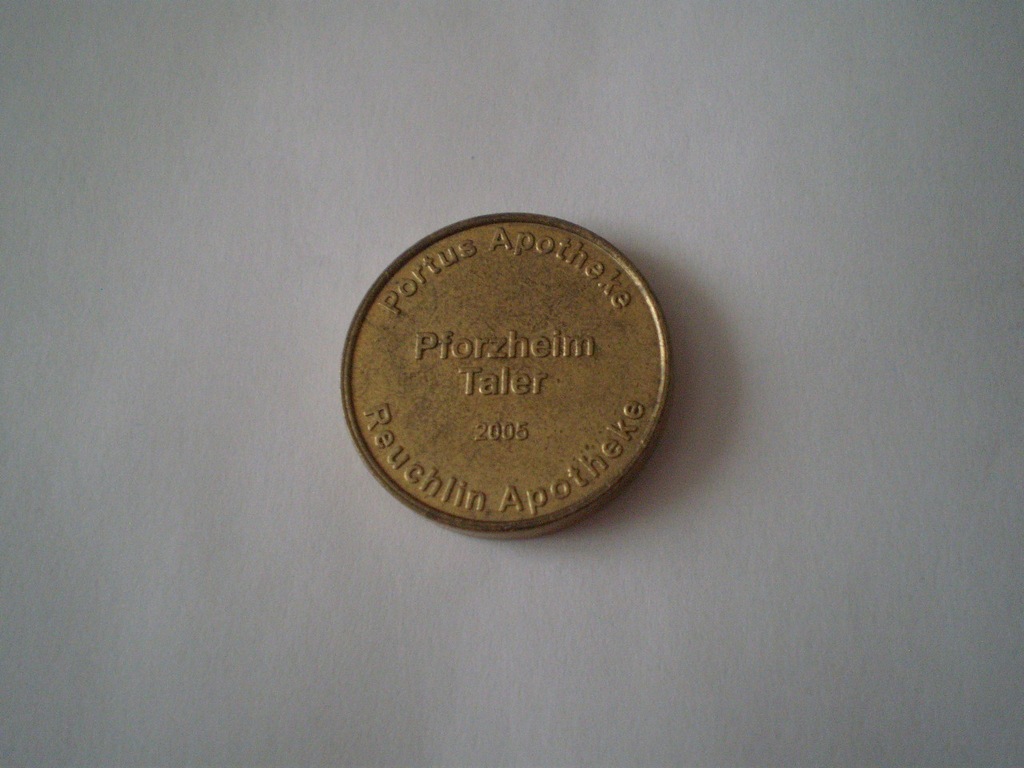 Portus Apotheke
Pforzheim
Taler
2005
Reuchlin Apotheke